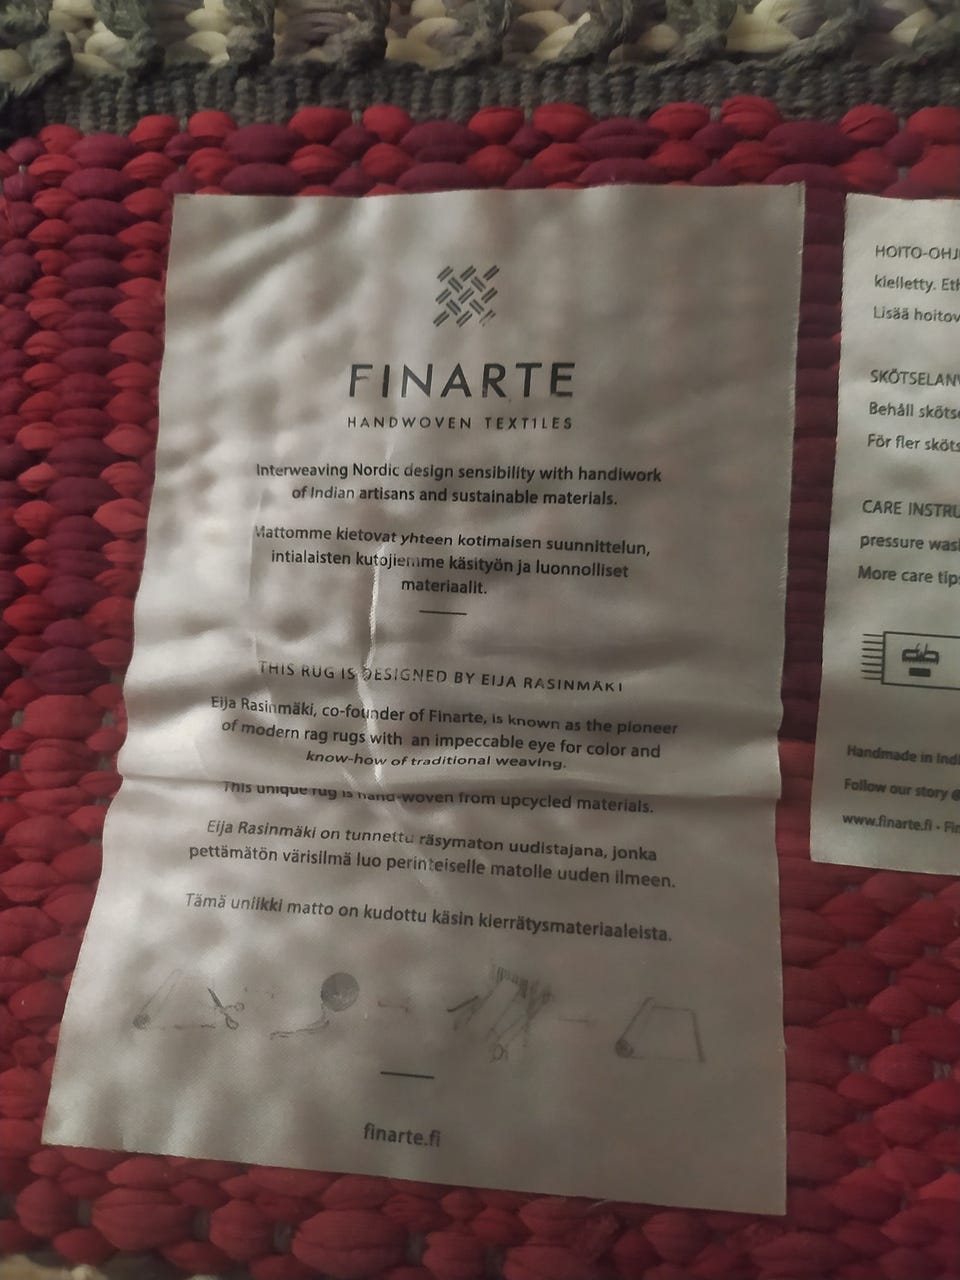 FINARTE
HANDWOVEN TEXTILES
Interweaving Nordic design sensibility with handiwork
of Indian artisans and sustainable materials.
Mattomme kietovat yhteen kotimaisen suunnittelun,
intialaisten kutojiemme käsityön ja luonnolliset
materiaalit.
THIS RUG IS DESIGNED BY EIJA RASINMÄKI
Eija Rasinmäki, co-founder of Finarte, is known as the pioneer
of modern rag rugs with an impeccable eye for color and
know-how of traditional weaving.
This unique rug is hand-woven from upcycled materials.
Eija Rasinmäki on tunnettu räsymaton uudistajana, jonka
pettämätön värisilmä luo perinteiselle matolle uuden ilmeen.
Tämä uniikki matto on kudottu käsin kierrätysmateriaaleista.
finarte.fi
HOITO-OHJ
kielletty. Et
Lisää hoitov
SKÖTSELAN
Behåll sköts
För fler sköts
CARE INSTRU
pressure was
More care tip
Handmade in Indi
Follow our story @
www.finarte.fi • Fin